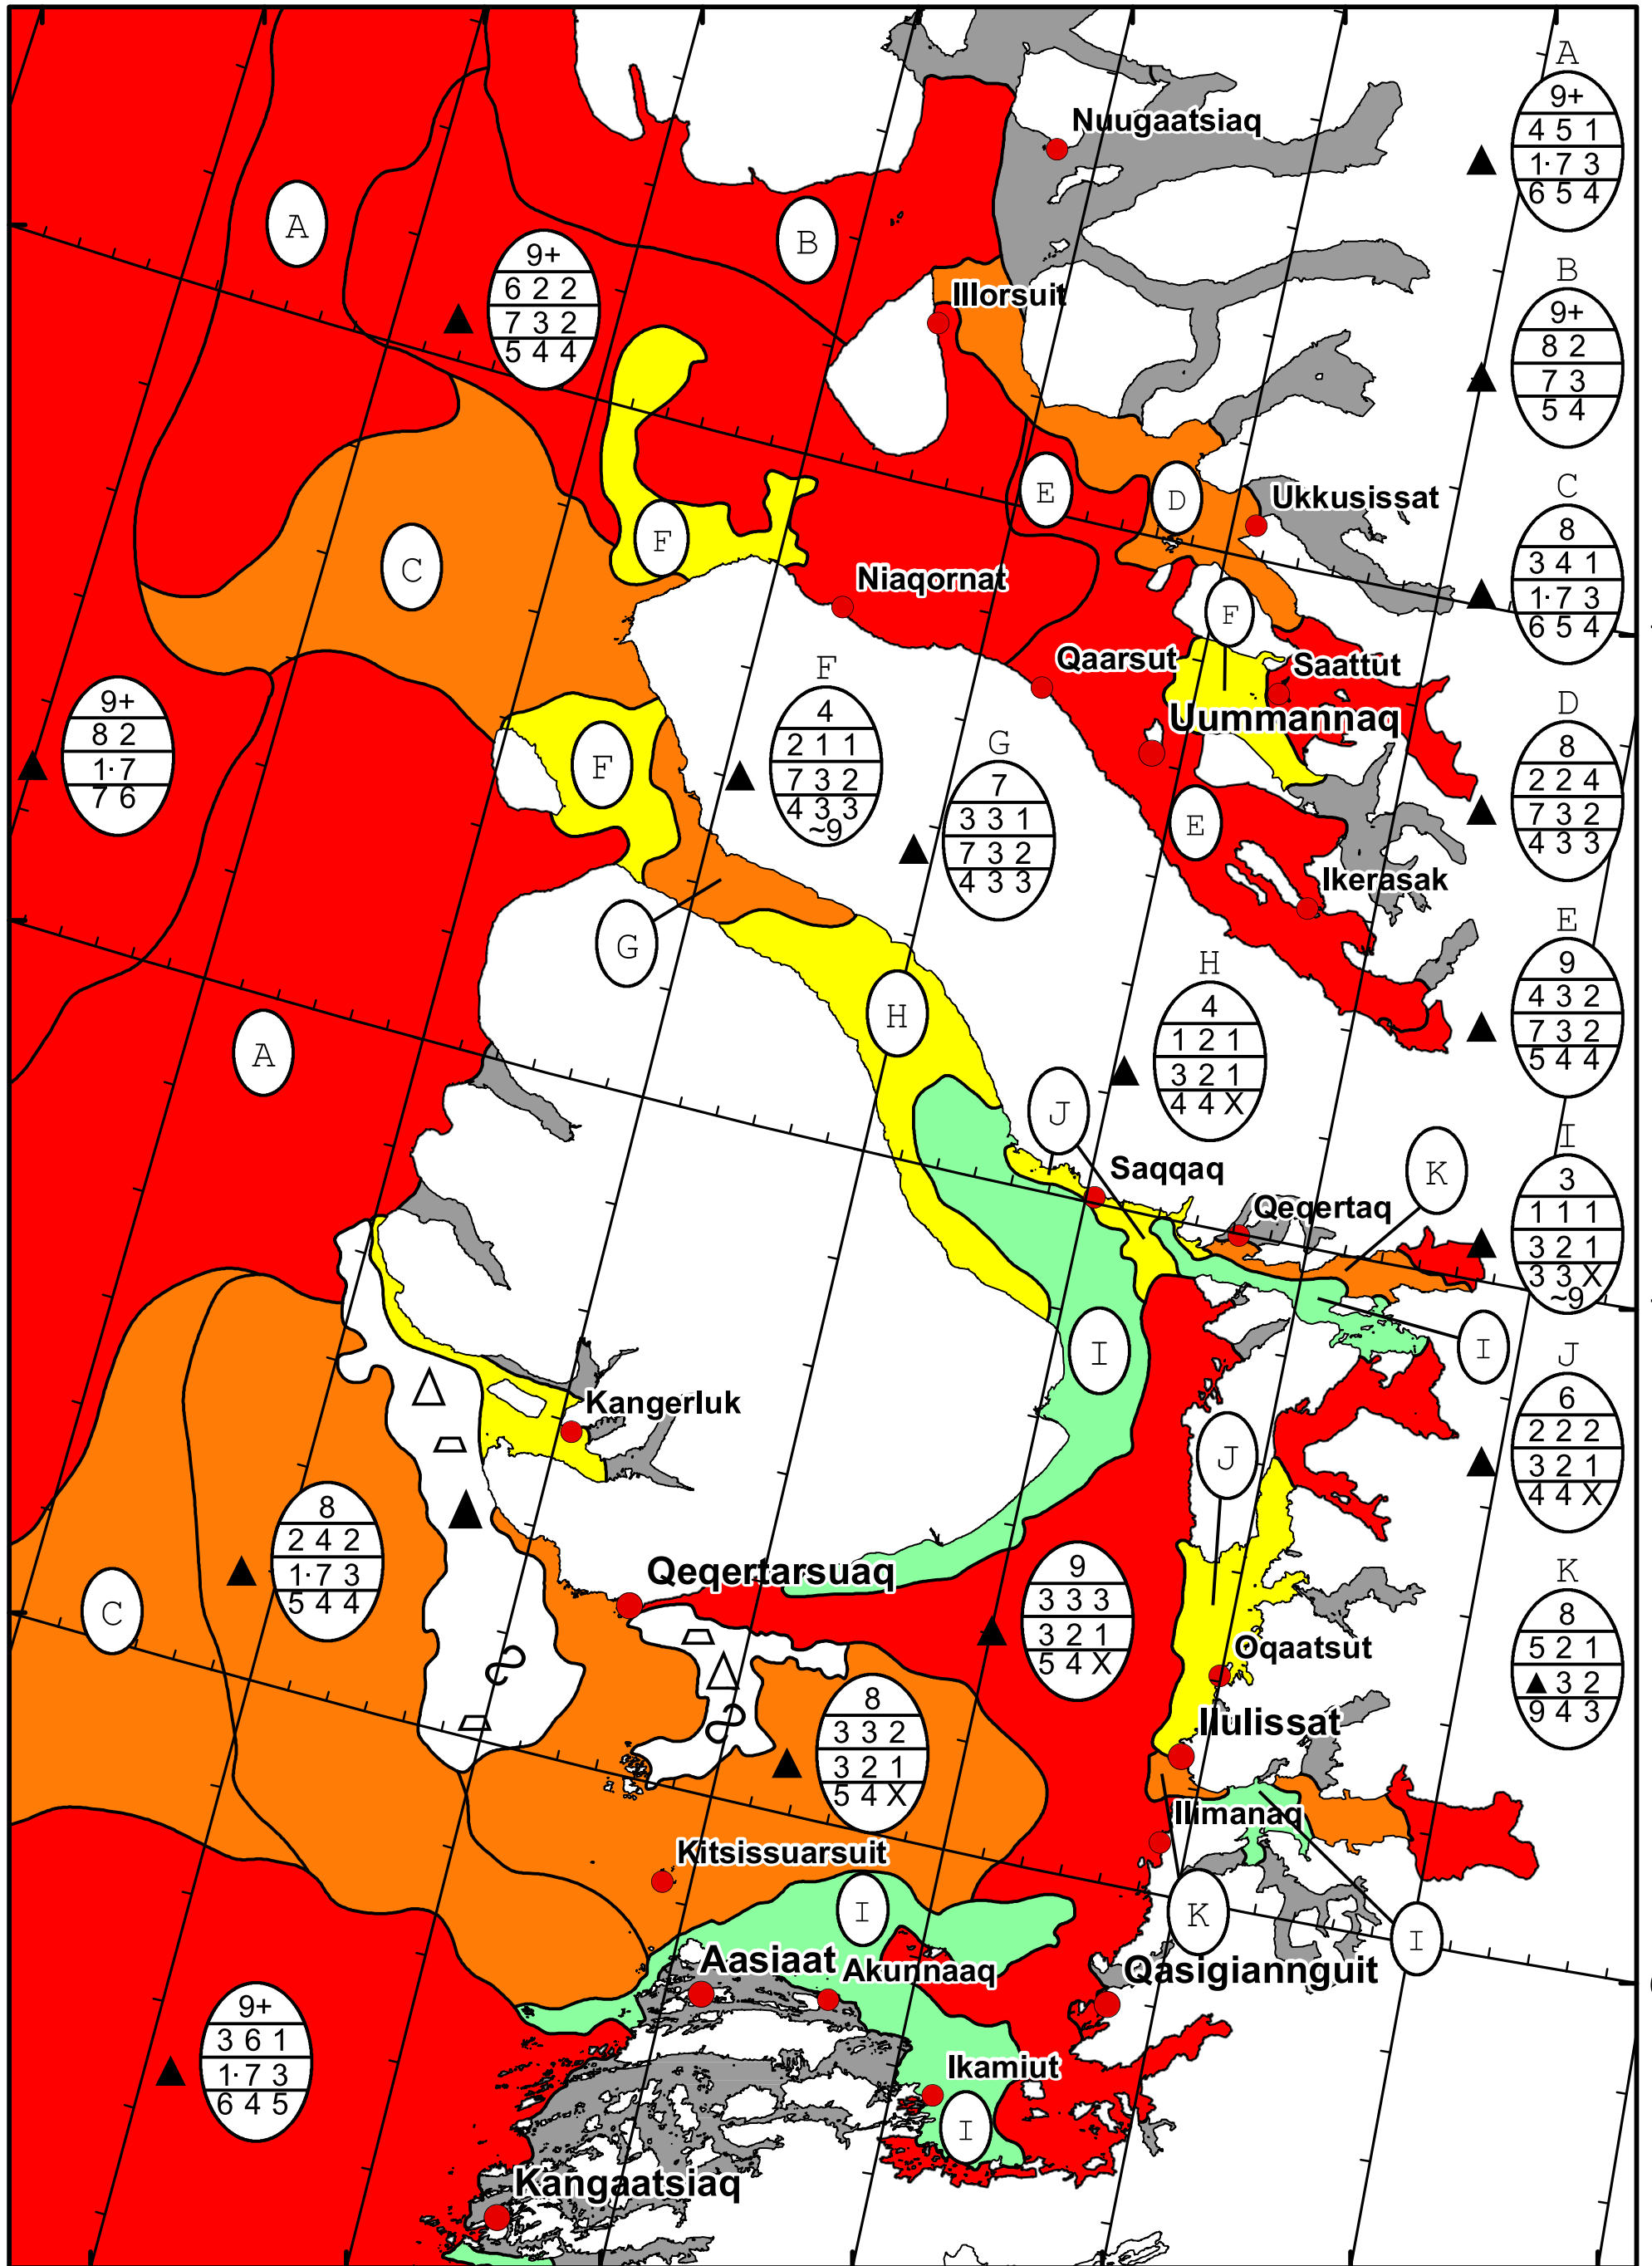 Nuugaatsiaq
A
9+
4 5 1
1· 7 3
6 5 4
A
B
9+
6 2 2
7 3 2
5 4 4
B
9+
8 2
7 3
5 4
Illorsuit
E
D
Ukkusissat
C
8
3 4 1
1· 7 3
6 5 4
F
C
Niaqornat
F
Qaarsut
Saattut
Uummannaq
9+
8 2
1· 7
7 6
F
F
4
2 1 1
7 3 2
4 3 3
~9
G
7
3 3 1
7 3 2
4 3 3
D
8
2 2 4
7 3 2
4 3 3
E
Ikerasak
G
H
E
9
4 3 2
7 3 2
5 4 4
A
H
4
1 2 1
3 2 1
4 4 X
J
Saqqaq
K
Qeqertaq
I
3
1 1 1
3 2 1
3 3 X
~9
I
I
J
6
2 2 2
3 2 1
4 4 X
Kangerluk
J
8
2 4 2
1· 7 3
5 4 4
C
Qeqertarsuaq
9
3 3 3
3 2 1
5 4 X
K
8
5 2 1
▲ 3 2
9 4 3
Oqaatsut
Ilulissat
8
3 3 2
3 2 1
5 4 X
Ilimanaq
Kitsissuarsuit
I
K
I
Aasiaat
Akunnaaq
Qasigiannguit
9+
3 6 1
1· 7 3
6 4 5
Ikamiut
I
Kangaatsiaq